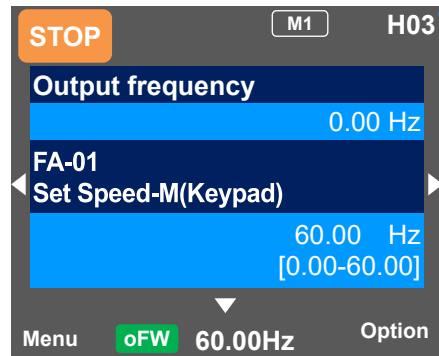 STOP M1 H03
Output frequency
0.00 Hz
FA-01
Set Speed-M(Keypad)
60.00 Hz
[0.00-60.00]
Menu oFW 60.00Hz Option